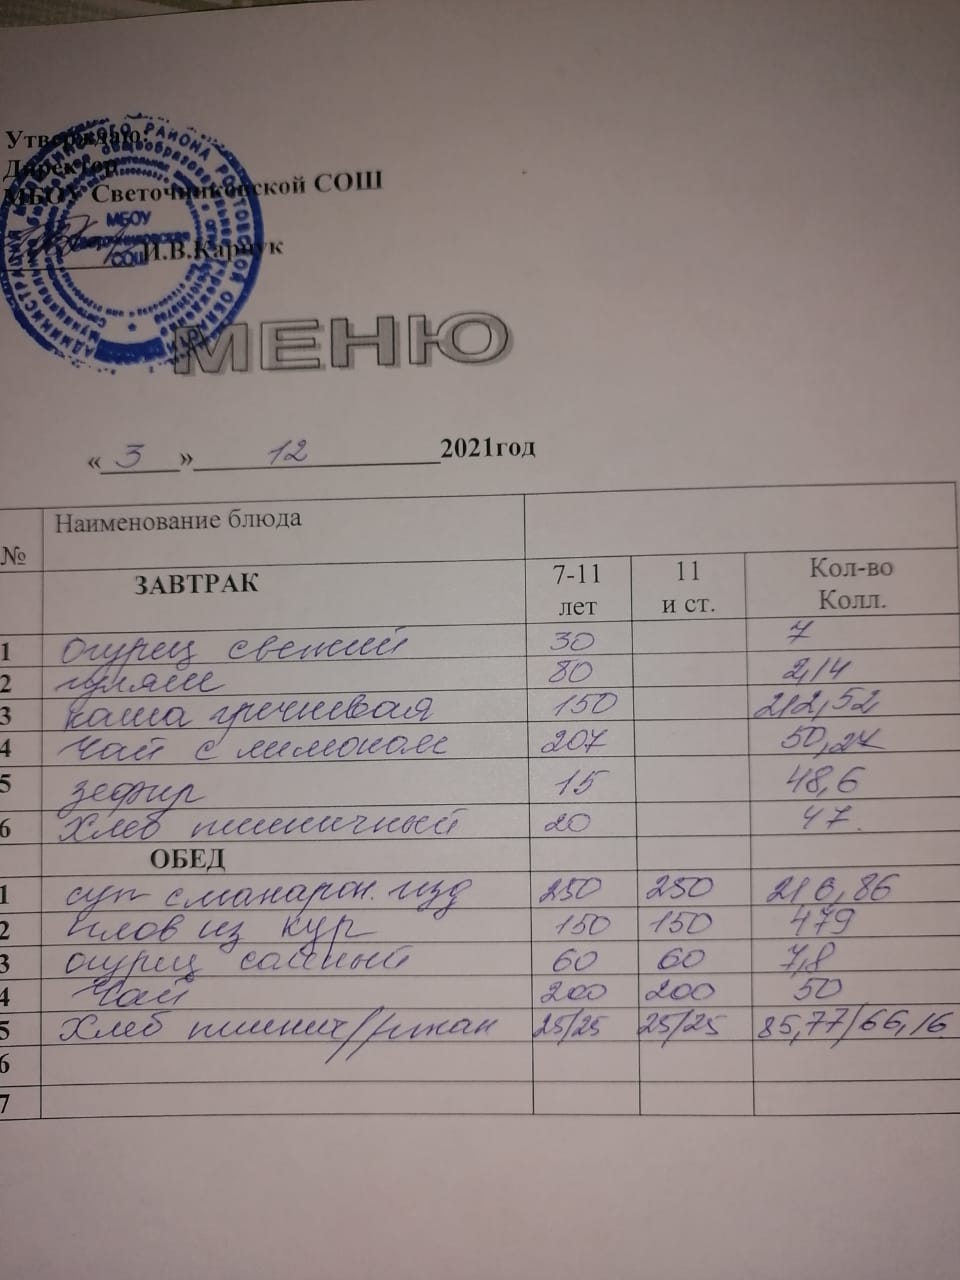 Утверждаю:
Директор
МБОУ Светочниковской СОШ
И.В.Карпук
МБОУ
СОШ
МЕНЮ
« 3 » 12 2021год
№ Наименование блюда
ЗАВТРАК 7-11 лет 11 и ст. Кол-во Колл.
1 Огурец свежий 30 7
2 гуляш 80 2,14
3 каша гречневая 150 212,52
4 Чай с лимоном 207 50,27
5 зефир 15 48,6
6 Хлеб пшеничный 20 47
ОБЕД
1 суп с макарон. изд 250 250 216,86
2 Плов из кур 150 150 479
3 огурец соленый 60 60 7,8
4 Чай 200 200 50
5 Хлеб пшенич/ржан 25/25 25/25 85,77/66,16
6
7